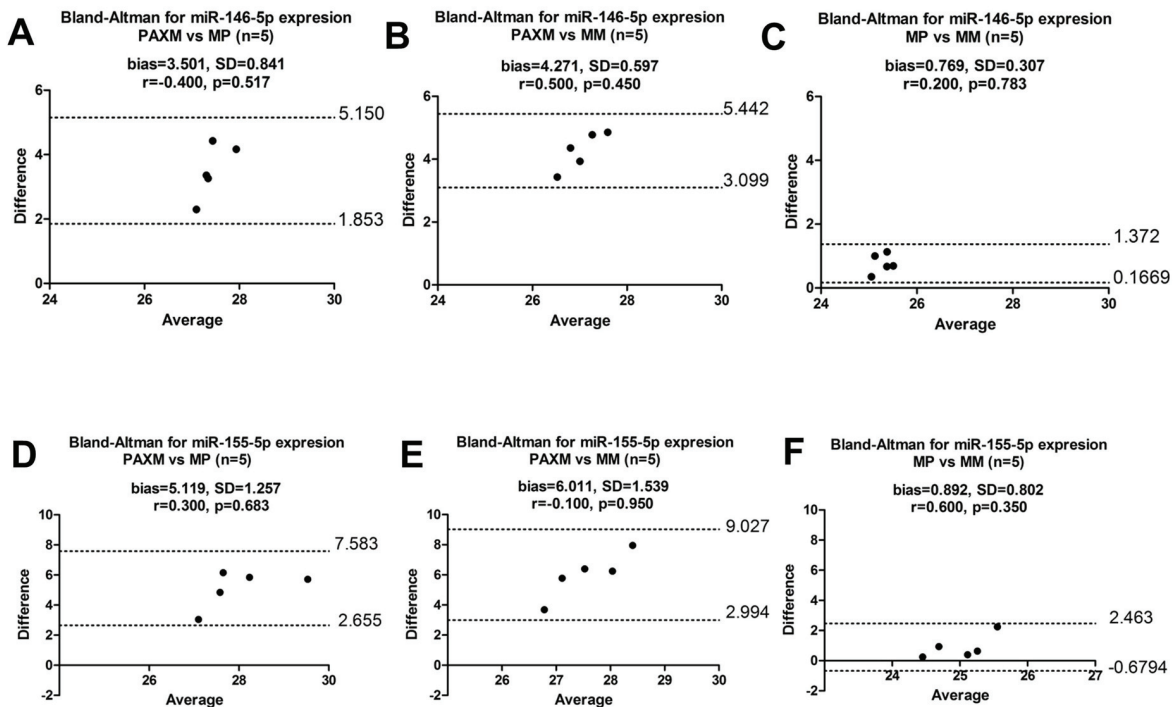 A
Bland-Altman for miR-146-5p expresion
PAXM vs MP (n=5)
bias=3.501, SD=0.841
r=-0.400, p=0.517
6
5.150
4
Difference
2
1.853
0
24
26
28
30
Average
B
Bland-Altman for miR-146-5p expresion
PAXM vs MM (n=5)
bias=4.271, SD=0.597
r=0.500, p=0.450
6
5.442
4
Difference
3.099
2
0
24
26
28
30
Average
C
Bland-Altman for miR-146-5p expresion
MP vs MM (n=5)
bias=0.769, SD=0.307
r=0.200, p=0.783
6
4
Difference
2
1.372
0.1669
0
24
26
28
30
Average
D
Bland-Altman for miR-155-5p expresion
PAXM vs MP (n=5)
bias=5.119, SD=1.257
r=0.300, p=0.683
10
8
7.583
6
Difference
4
2.655
2
0
-2
26
28
30
Average
E
Bland-Altman for miR-155-5p expresion
PAXM vs MM (n=5)
bias=6.011, SD=1.539
r=-0.100, p=0.950
10
9.027
8
6
Difference
4
2.994
2
0
-2
26
27
28
29
Average
F
Bland-Altman for miR-155-5p expresion
MP vs MM (n=5)
bias=0.892, SD=0.802
r=0.600, p=0.350
10
8
6
Difference
4
2.463
2
0
-0.6794
-2
24
25
26
27
Average